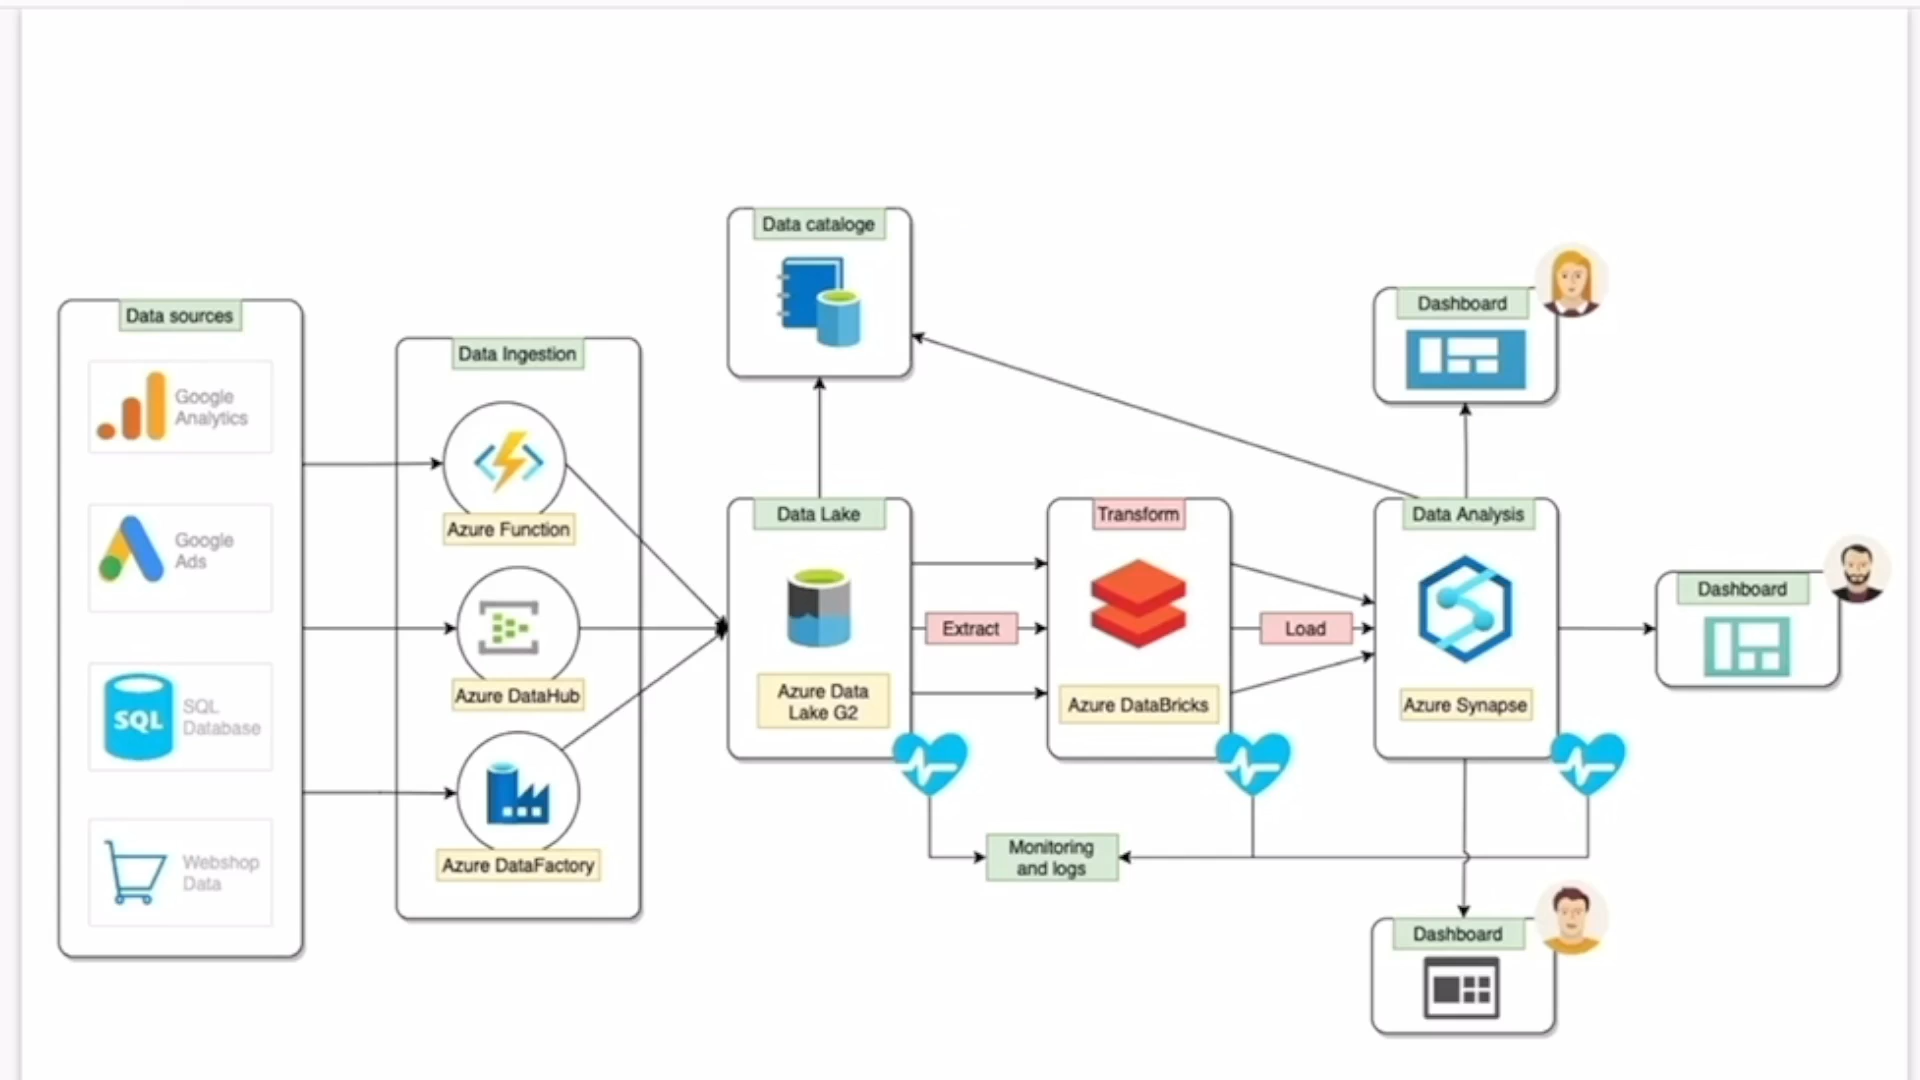 Data sources
Google
Analytics
Google
Ads
SQL
SQL
Database
Webshop
Data
Data Ingestion
Azure Function
Azure DataHub
Azure DataFactory
Data cataloge
Data Lake
Azure Data
Lake G2
Extract
Transform
Azure DataBricks
Load
Data Analysis
Azure Synapse
Monitoring
and logs
Dashboard
Dashboard
Dashboard